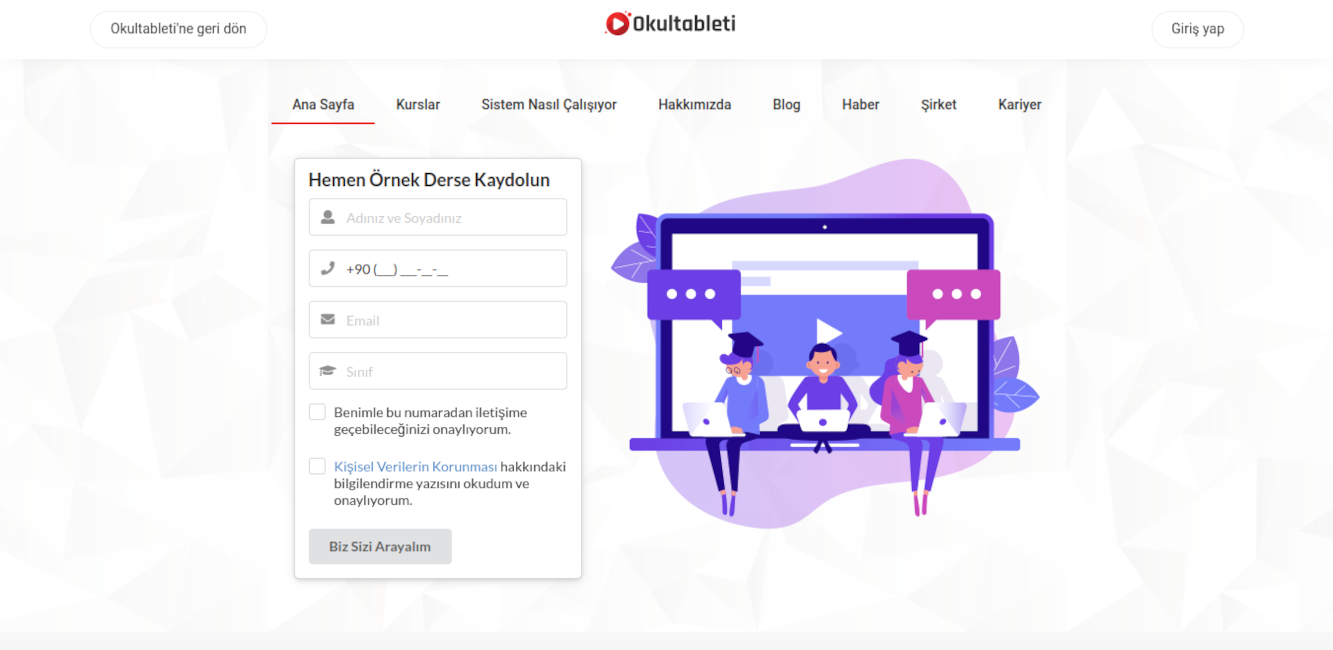 Okultableti'ne geri dön
Okultableti
Giriş yap
Ana Sayfa
Kurslar
Sistem Nasıl Çalışıyor
Hakkımızda
Blog
Haber
Şirket
Kariyer
Hemen Örnek Derse Kaydolun
Adınız ve Soyadınız
+90 (___) ___-__-__
Email
Sınıf
Benimle bu numaradan iletişime
geçebileceğinizi onaylıyorum.
Kişisel Verilerin Korunması hakkındaki
bilgilendirme yazısını okudum ve
onaylıyorum.
Biz Sizi Arayalım